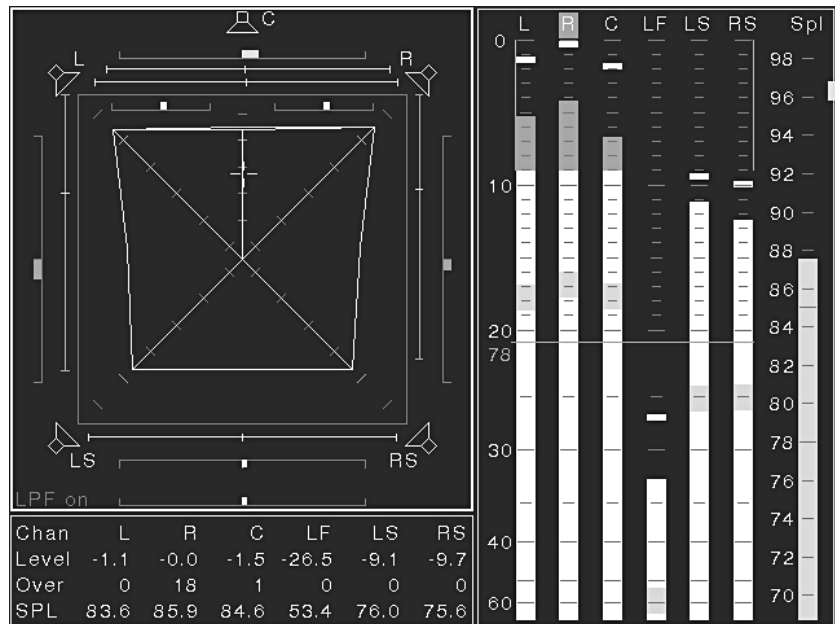 C
L R
LS RS
LPF on
Chan L R C LF LS RS
Level -1.1 -0.0 -1.5 -26.5 -9.1 -9.7
Over 0 18 1 0 0 0
SPL 83.6 85.9 84.6 53.4 76.0 75.6
L R C LF LS RS Spl
0
10
20
78
30
40
60
98
96
94
92
90
88
86
84
82
80
78
76
74
72
70